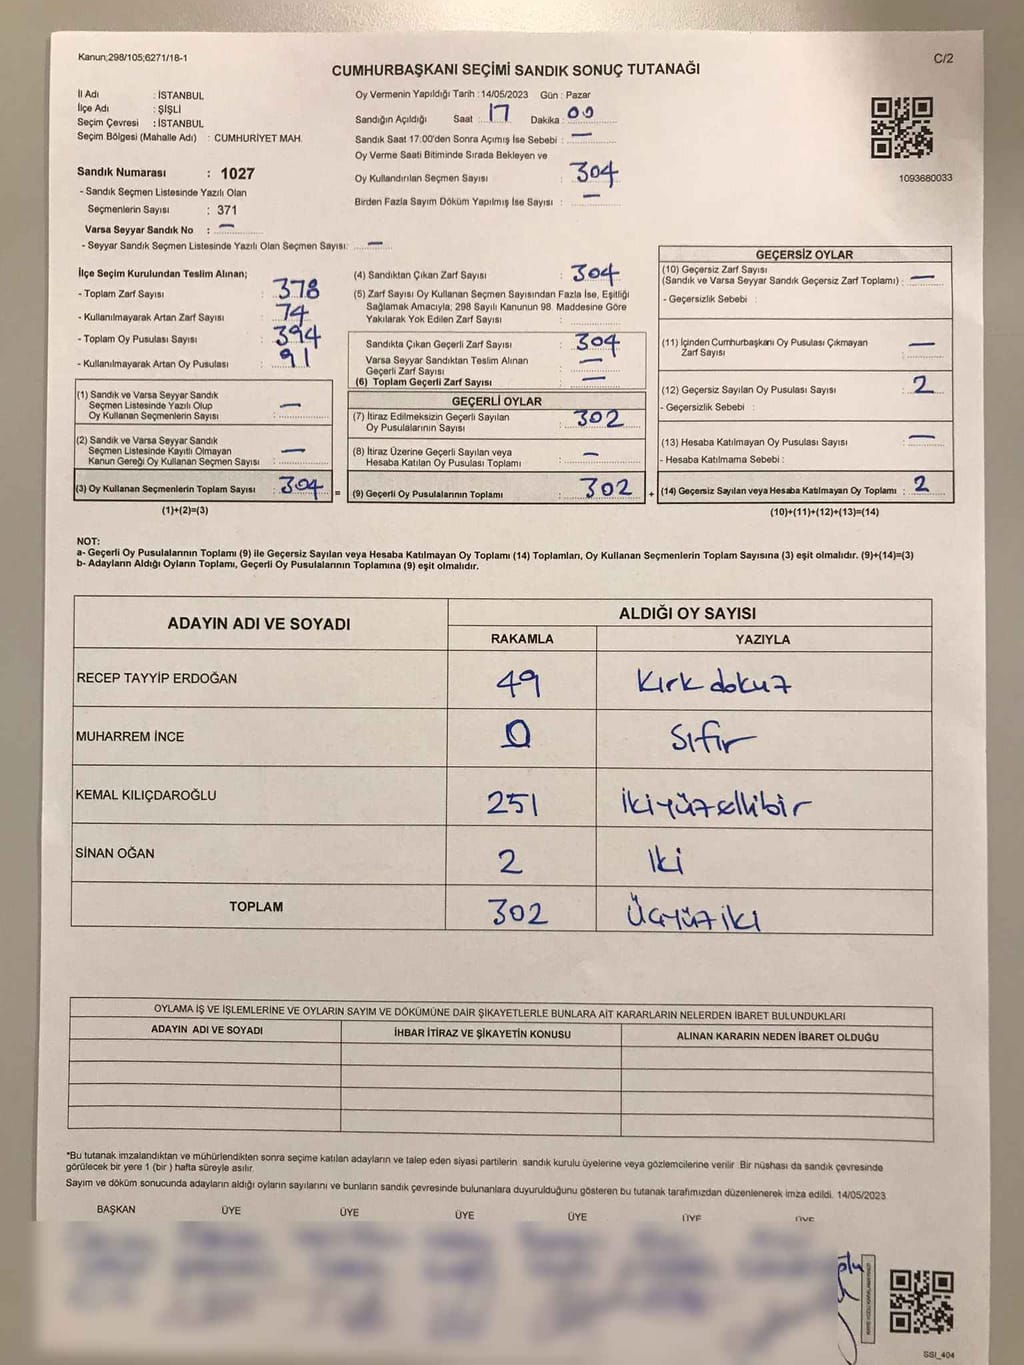 Kanun;298/105;6271/18-1
C/2
CUMHURBAŞKANI SEÇİMİ SANDIK SONUÇ TUTANAĞI
İl Adı : İSTANBUL
İlçe Adı : ŞİŞLİ
Seçim Çevresi : İSTANBUL
Seçim Bölgesi (Mahalle Adı) : CUMHURİYET MAH.
Sandık Numarası : 1027
- Sandık Seçmen Listesinde Yazılı Olan
Seçmenlerin Sayısı : 371
Varsa Seyyar Sandık No : —
- Seyyar Sandık Seçmen Listesinde Yazılı Olan Seçmen Sayısı: —
Oy Vermenin Yapıldığı Tarih : 14/05/2023 Gün : Pazar
Sandığın Açıldığı Saat : 17 Dakika : 00
Sandık Saat 17:00'den Sonra Açımış İse Sebebi : —
Oy Verme Saati Bitiminde Sırada Bekleyen ve
Oy Kullandırılan Seçmen Sayısı : 304
Birden Fazla Sayım Döküm Yapılmış İse Sayısı : —
1093680033
İlçe Seçim Kurulundan Teslim Alınan;
- Toplam Zarf Sayısı : 378
- Kullanılmayarak Artan Zarf Sayısı : 74
- Toplam Oy Pusulası Sayısı : 394
- Kullanılmayarak Artan Oy Pusulası : 91
(1) Sandık ve Varsa Seyyar Sandık
Seçmen Listesinde Yazılı Olup
Oy Kullanan Seçmenlerin Sayısı : —
(2) Sandık ve Varsa Seyyar Sandık
Seçmen Listesinde Kayıtlı Olmayan
Kanun Gereği Oy Kullanan Seçmen Sayısı : —
(3) Oy Kullanan Seçmenlerin Toplam Sayısı : 304
(1)+(2)=(3)
(4) Sandıktan Çıkan Zarf Sayısı : 304
(5) Zarf Sayısı Oy Kullanan Seçmen Sayısından Fazla İse, Eşitliği
Sağlamak Amacıyla; 298 Sayılı Kanunun 98. Maddesine Göre
Yakılarak Yok Edilen Zarf Sayısı :
Sandıkta Çıkan Geçerli Zarf Sayısı : 304
Varsa Seyyar Sandıktan Teslim Alınan
Geçerli Zarf Sayısı : —
(6) Toplam Geçerli Zarf Sayısı : —
GEÇERLİ OYLAR
(7) İtiraz Edilmeksizin Geçerli Sayılan
Oy Pusulalarının Sayısı : 302
(8) İtiraz Üzerine Geçerli Sayılan veya
Hesaba Katılan Oy Pusulası Toplamı : —
= (9) Geçerli Oy Pusulalarının Toplamı : 302
GEÇERSİZ OYLAR
(10) Geçersiz Zarf Sayısı
(Sandık ve Varsa Seyyar Sandık Geçersiz Zarf Toplamı) : —
- Geçersizlik Sebebi :
(11) İçinden Cumhurbaşkanı Oy Pusulası Çıkmayan
Zarf Sayısı : —
(12) Geçersiz Sayılan Oy Pusulası Sayısı : 2
- Geçersizlik Sebebi :
(13) Hesaba Katılmayan Oy Pusulası Sayısı : —
- Hesaba Katılmama Sebebi :
+ (14) Geçersiz Sayılan veya Hesaba Katılmayan Oy Toplamı : 2
(10)+(11)+(12)+(13)=(14)
NOT:
a- Geçerli Oy Pusulalarının Toplamı (9) ile Geçersiz Sayılan veya Hesaba Katılmayan Oy Toplamı (14) Toplamları, Oy Kullanan Seçmenlerin Toplam Sayısına (3) eşit olmalıdır. (9)+(14)=(3)
b- Adayların Aldığı Oyların Toplamı, Geçerli Oy Pusulalarının Toplamına (9) eşit olmalıdır.
ADAYIN ADI VE SOYADI
ALDIĞI OY SAYISI
RAKAMLA YAZIYLA
RECEP TAYYİP ERDOĞAN 49 Kırk dokuz
MUHARREM İNCE 0 Sıfır
KEMAL KILIÇDAROĞLU 251 İkiyüzellibir
SİNAN OĞAN 2 Iki
TOPLAM 302 Üçyüziki
OYLAMA İŞ VE İŞLEMLERİNE VE OYLARIN SAYIM VE DÖKÜMÜNE DAİR ŞİKAYETLERLE BUNLARA AİT KARARLARIN NELERDEN İBARET BULUNDUKLARI
ADAYIN ADI VE SOYADI İHBAR İTİRAZ VE ŞİKAYETİN KONUSU ALINAN KARARIN NEDEN İBARET OLDUĞU
*Bu tutanak imzalandıktan ve mühürlendikten sonra seçime katılan adayların ve talep eden siyasi partilerin sandık kurulu üyelerine veya gözlemcilerine verilir. Bir nüshası da sandık çevresinde
görülecek bir yere 1 (bir ) hafta süreyle asılır.
Sayım ve döküm sonucunda adayların aldığı oyların sayılarını ve bunların sandık çevresinde bulunanlara duyurulduğunu gösteren bu tutanak tarafımızdan düzenlenerek imza edildi. 14/05/2023
BAŞKAN ÜYE ÜYE ÜYE ÜYE ÜYE ÜYE
SSI_404